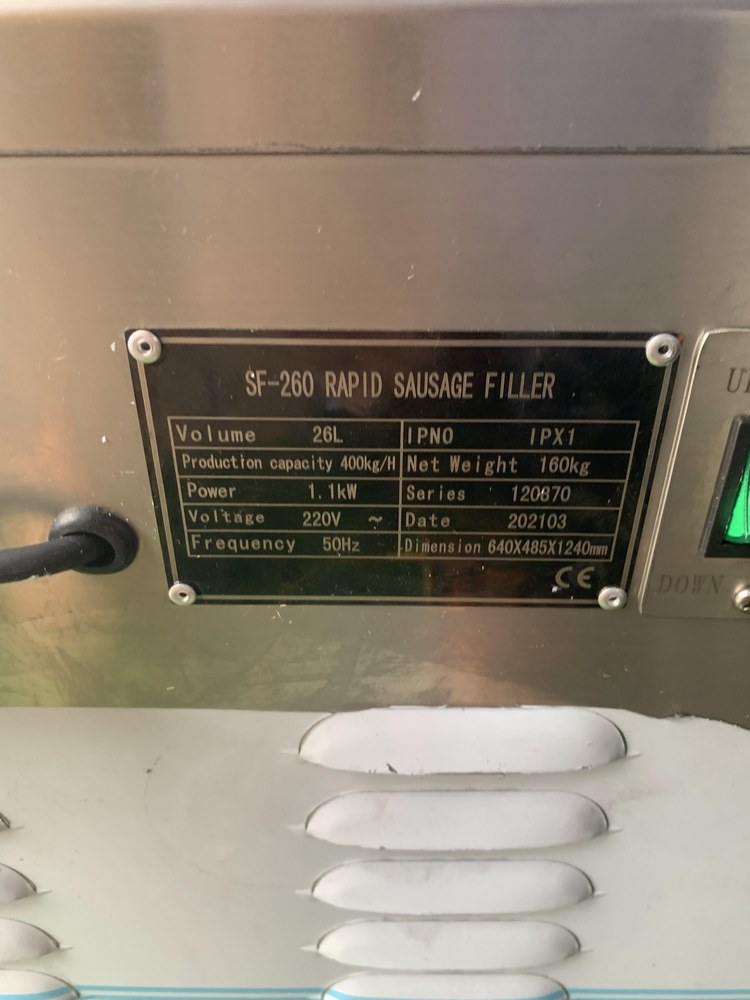 SF-260 RAPID SAUSAGE FILLER
Volume 26L IPNO IPX1
Production capacity 400kg/H Net Weight 160kg
Power 1.1kW Series 120670
Voltage 220V ~ Date 202103
Frequency 50Hz Dimension 640X485X1240mm
CE
DOWN